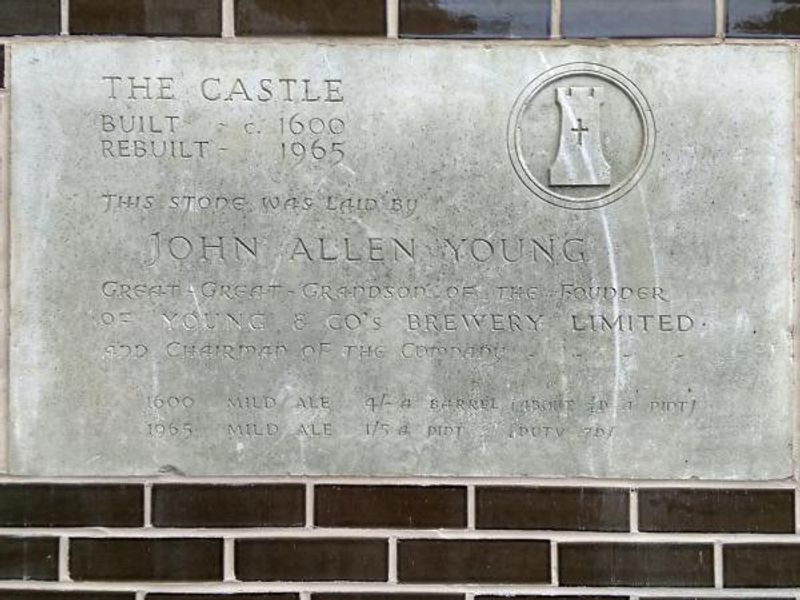 THE CASTLE
BUILT - c. 1600
REBUILT - 1965
THIS STONE WAS LAID BY
JOHN ALLEN YOUNG
GREAT-GREAT-GRANDSON OF THE FOUNDER
OF YOUNG & CO'S BREWERY LIMITED.
AND CHAIRMAN OF THE COMPANY - - - -
1600 MILD ALE 4/- A BARREL (ABOUT A PINT)
1965 MILD ALE 1/5 A PINT (DUTY 7D)